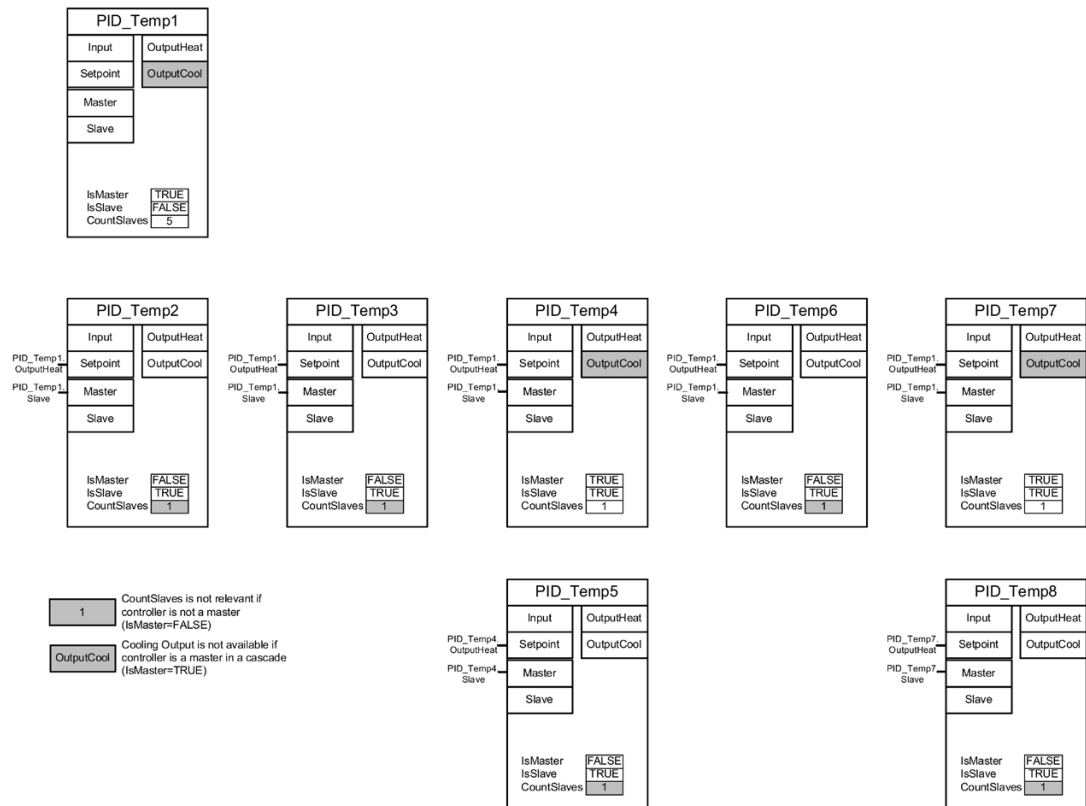 PID_Temp1
Input OutputHeat
Setpoint OutputCool
Master
Slave
IsMaster TRUE
IsSlave FALSE
CountSlaves 5
PID_Temp2
Input OutputHeat
PID_Temp1.
OutputHeat
Setpoint OutputCool
PID_Temp1.
Slave
Master
Slave
IsMaster FALSE
IsSlave TRUE
CountSlaves 1
PID_Temp3
Input OutputHeat
PID_Temp1.
OutputHeat
Setpoint OutputCool
PID_Temp1.
Slave
Master
Slave
IsMaster FALSE
IsSlave TRUE
CountSlaves 1
PID_Temp4
Input OutputHeat
PID_Temp1.
OutputHeat
Setpoint OutputCool
PID_Temp1.
Slave
Master
Slave
IsMaster TRUE
IsSlave TRUE
CountSlaves 1
PID_Temp6
Input OutputHeat
PID_Temp1.
OutputHeat
Setpoint OutputCool
PID_Temp1.
Slave
Master
Slave
IsMaster FALSE
IsSlave TRUE
CountSlaves 1
PID_Temp7
Input OutputHeat
PID_Temp1.
OutputHeat
Setpoint OutputCool
PID_Temp1.
Slave
Master
Slave
IsMaster TRUE
IsSlave TRUE
CountSlaves 1
1
CountSlaves is not relevant if
controller is not a master
(IsMaster=FALSE)
OutputCool
Cooling Output is not available if
controller is a master in a cascade
(IsMaster=TRUE)
PID_Temp5
Input OutputHeat
PID_Temp4.
OutputHeat
Setpoint OutputCool
PID_Temp4.
Slave
Master
Slave
IsMaster FALSE
IsSlave TRUE
CountSlaves 1
PID_Temp8
Input OutputHeat
PID_Temp7.
OutputHeat
Setpoint OutputCool
PID_Temp7.
Slave
Master
Slave
IsMaster FALSE
IsSlave TRUE
CountSlaves 1